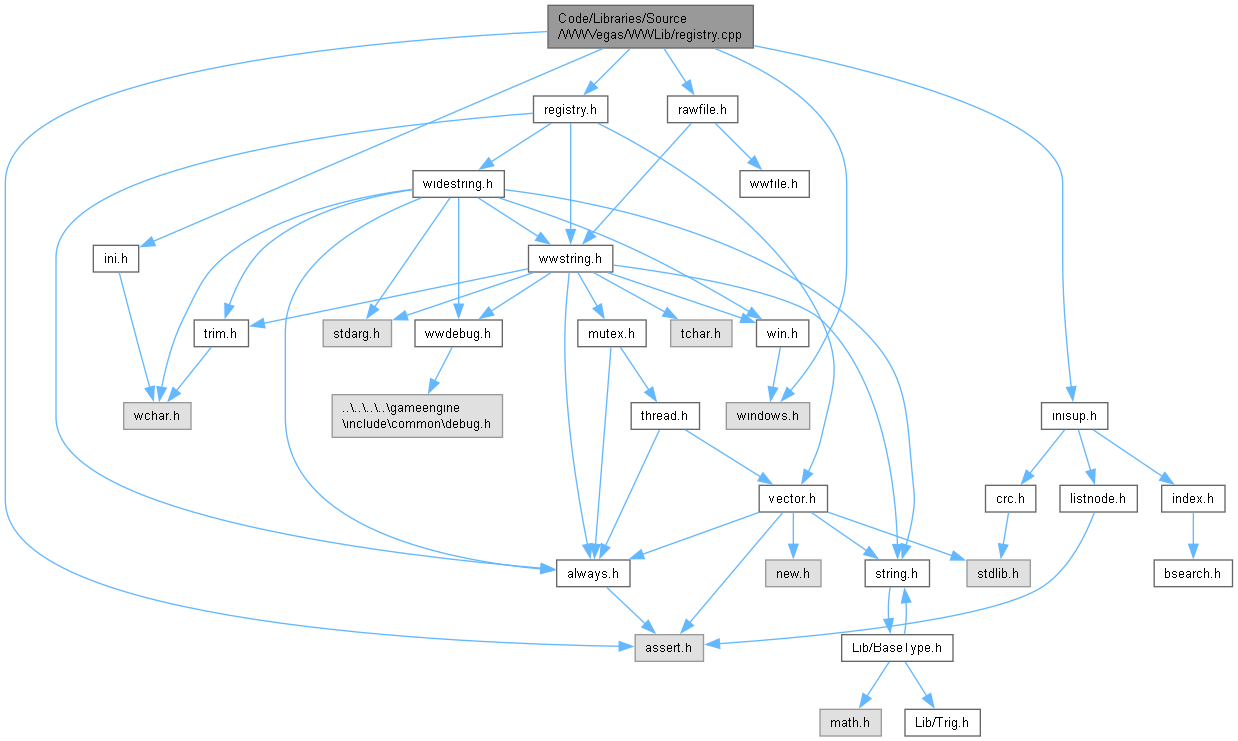 Code/Libraries/Source
/WWVegas/WWLib/registry.cpp
registry.h
rawfile.h
widestring.h
wwfile.h
ini.h
wwstring.h
trim.h
stdarg.h
wwdebug.h
mutex.h
tchar.h
win.h
wchar.h
..\..\..\..\gameengine
\include\common\debug.h
thread.h
windows.h
inisup.h
vector.h
crc.h
listnode.h
index.h
always.h
new.h
string.h
stdlib.h
bsearch.h
assert.h
Lib/BaseType.h
math.h
Lib/Trig.h